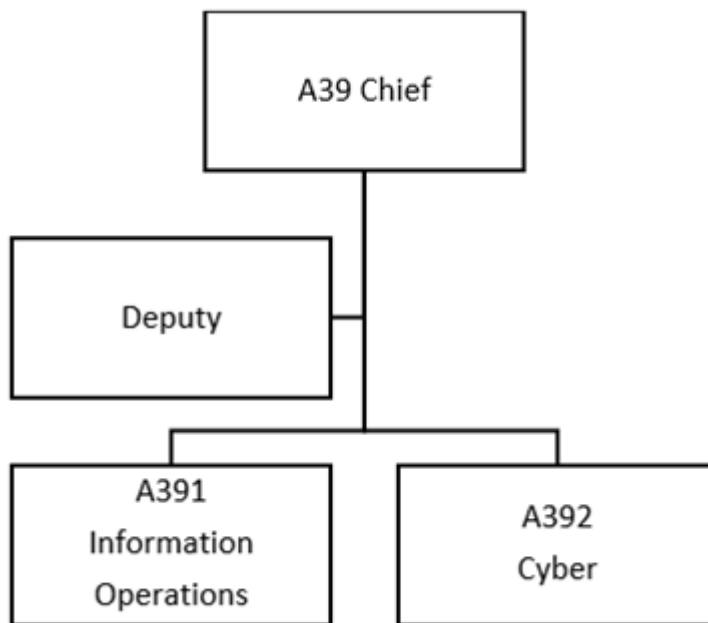 A39 Chief
Deputy
A391
Information
Operations
A392
Cyber